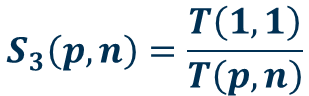 S₃(p,n) = T(1,1) / T(p,n)